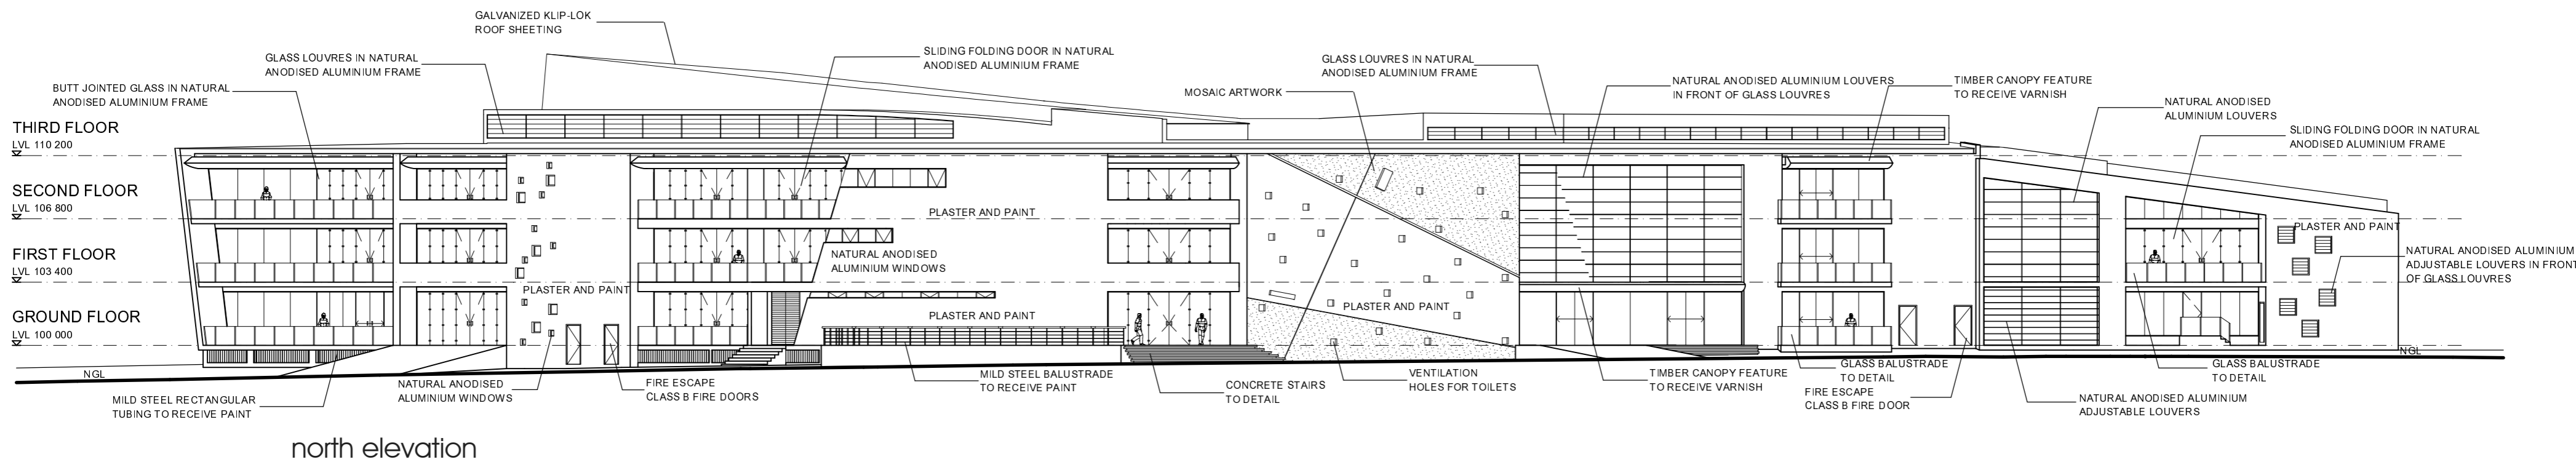 GALVANIZED KLIP-LOK
ROOF SHEETING
GLASS LOUVRES IN NATURAL
ANODISED ALUMINIUM FRAME
SLIDING FOLDING DOOR IN NATURAL
ANODISED ALUMINIUM FRAME
GLASS LOUVRES IN NATURAL
ANODISED ALUMINIUM FRAME
BUTT JOINTED GLASS IN NATURAL
ANODISED ALUMINIUM FRAME
MOSAIC ARTWORK
NATURAL ANODISED ALUMINIUM LOUVERS
IN FRONT OF GLASS LOUVRES
TIMBER CANOPY FEATURE
TO RECEIVE VARNISH
NATURAL ANODISED
ALUMINIUM LOUVERS
SLIDING FOLDING DOOR IN NATURAL
ANODISED ALUMINIUM FRAME
THIRD FLOOR
LVL 110 200
SECOND FLOOR
LVL 106 800
FIRST FLOOR
LVL 103 400
GROUND FLOOR
LVL 100 000
PLASTER AND PAINT
PLASTER AND PAINT
NATURAL ANODISED
ALUMINIUM WINDOWS
NATURAL ANODISED ALUMINIUM
ADJUSTABLE LOUVERS IN FRONT
OF GLASS LOUVRES
PLASTER AND PAINT
PLASTER AND PAINT
PLASTER AND PAINT
NGL
NGL
MILD STEEL RECTANGULAR
TUBING TO RECEIVE PAINT
NATURAL ANODISED
ALUMINIUM WINDOWS
FIRE ESCAPE
CLASS B FIRE DOORS
MILD STEEL BALUSTRADE
TO RECEIVE PAINT
CONCRETE STAIRS
TO DETAIL
VENTILATION
HOLES FOR TOILETS
TIMBER CANOPY FEATURE
TO RECEIVE VARNISH
GLASS BALUSTRADE
TO DETAIL
FIRE ESCAPE
CLASS B FIRE DOOR
GLASS BALUSTRADE
TO DETAIL
NATURAL ANODISED ALUMINIUM
ADJUSTABLE LOUVERS
north elevation